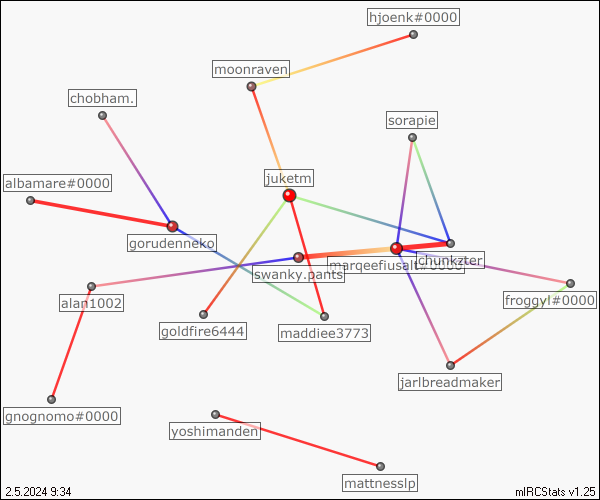 hjoenk#0000
moonraven
chobham.
sorapie
juketm
albamare#0000
gorudenneko
chunkzter
marqeefiusalt#0000
swanky.pants
alan1002
froggyl#0000
goldfire6444
maddiee3773
jarlbreadmaker
gnognomo#0000
yoshimanden
mattnesslp
2.5.2024 9:34
mIRCStats v1.25